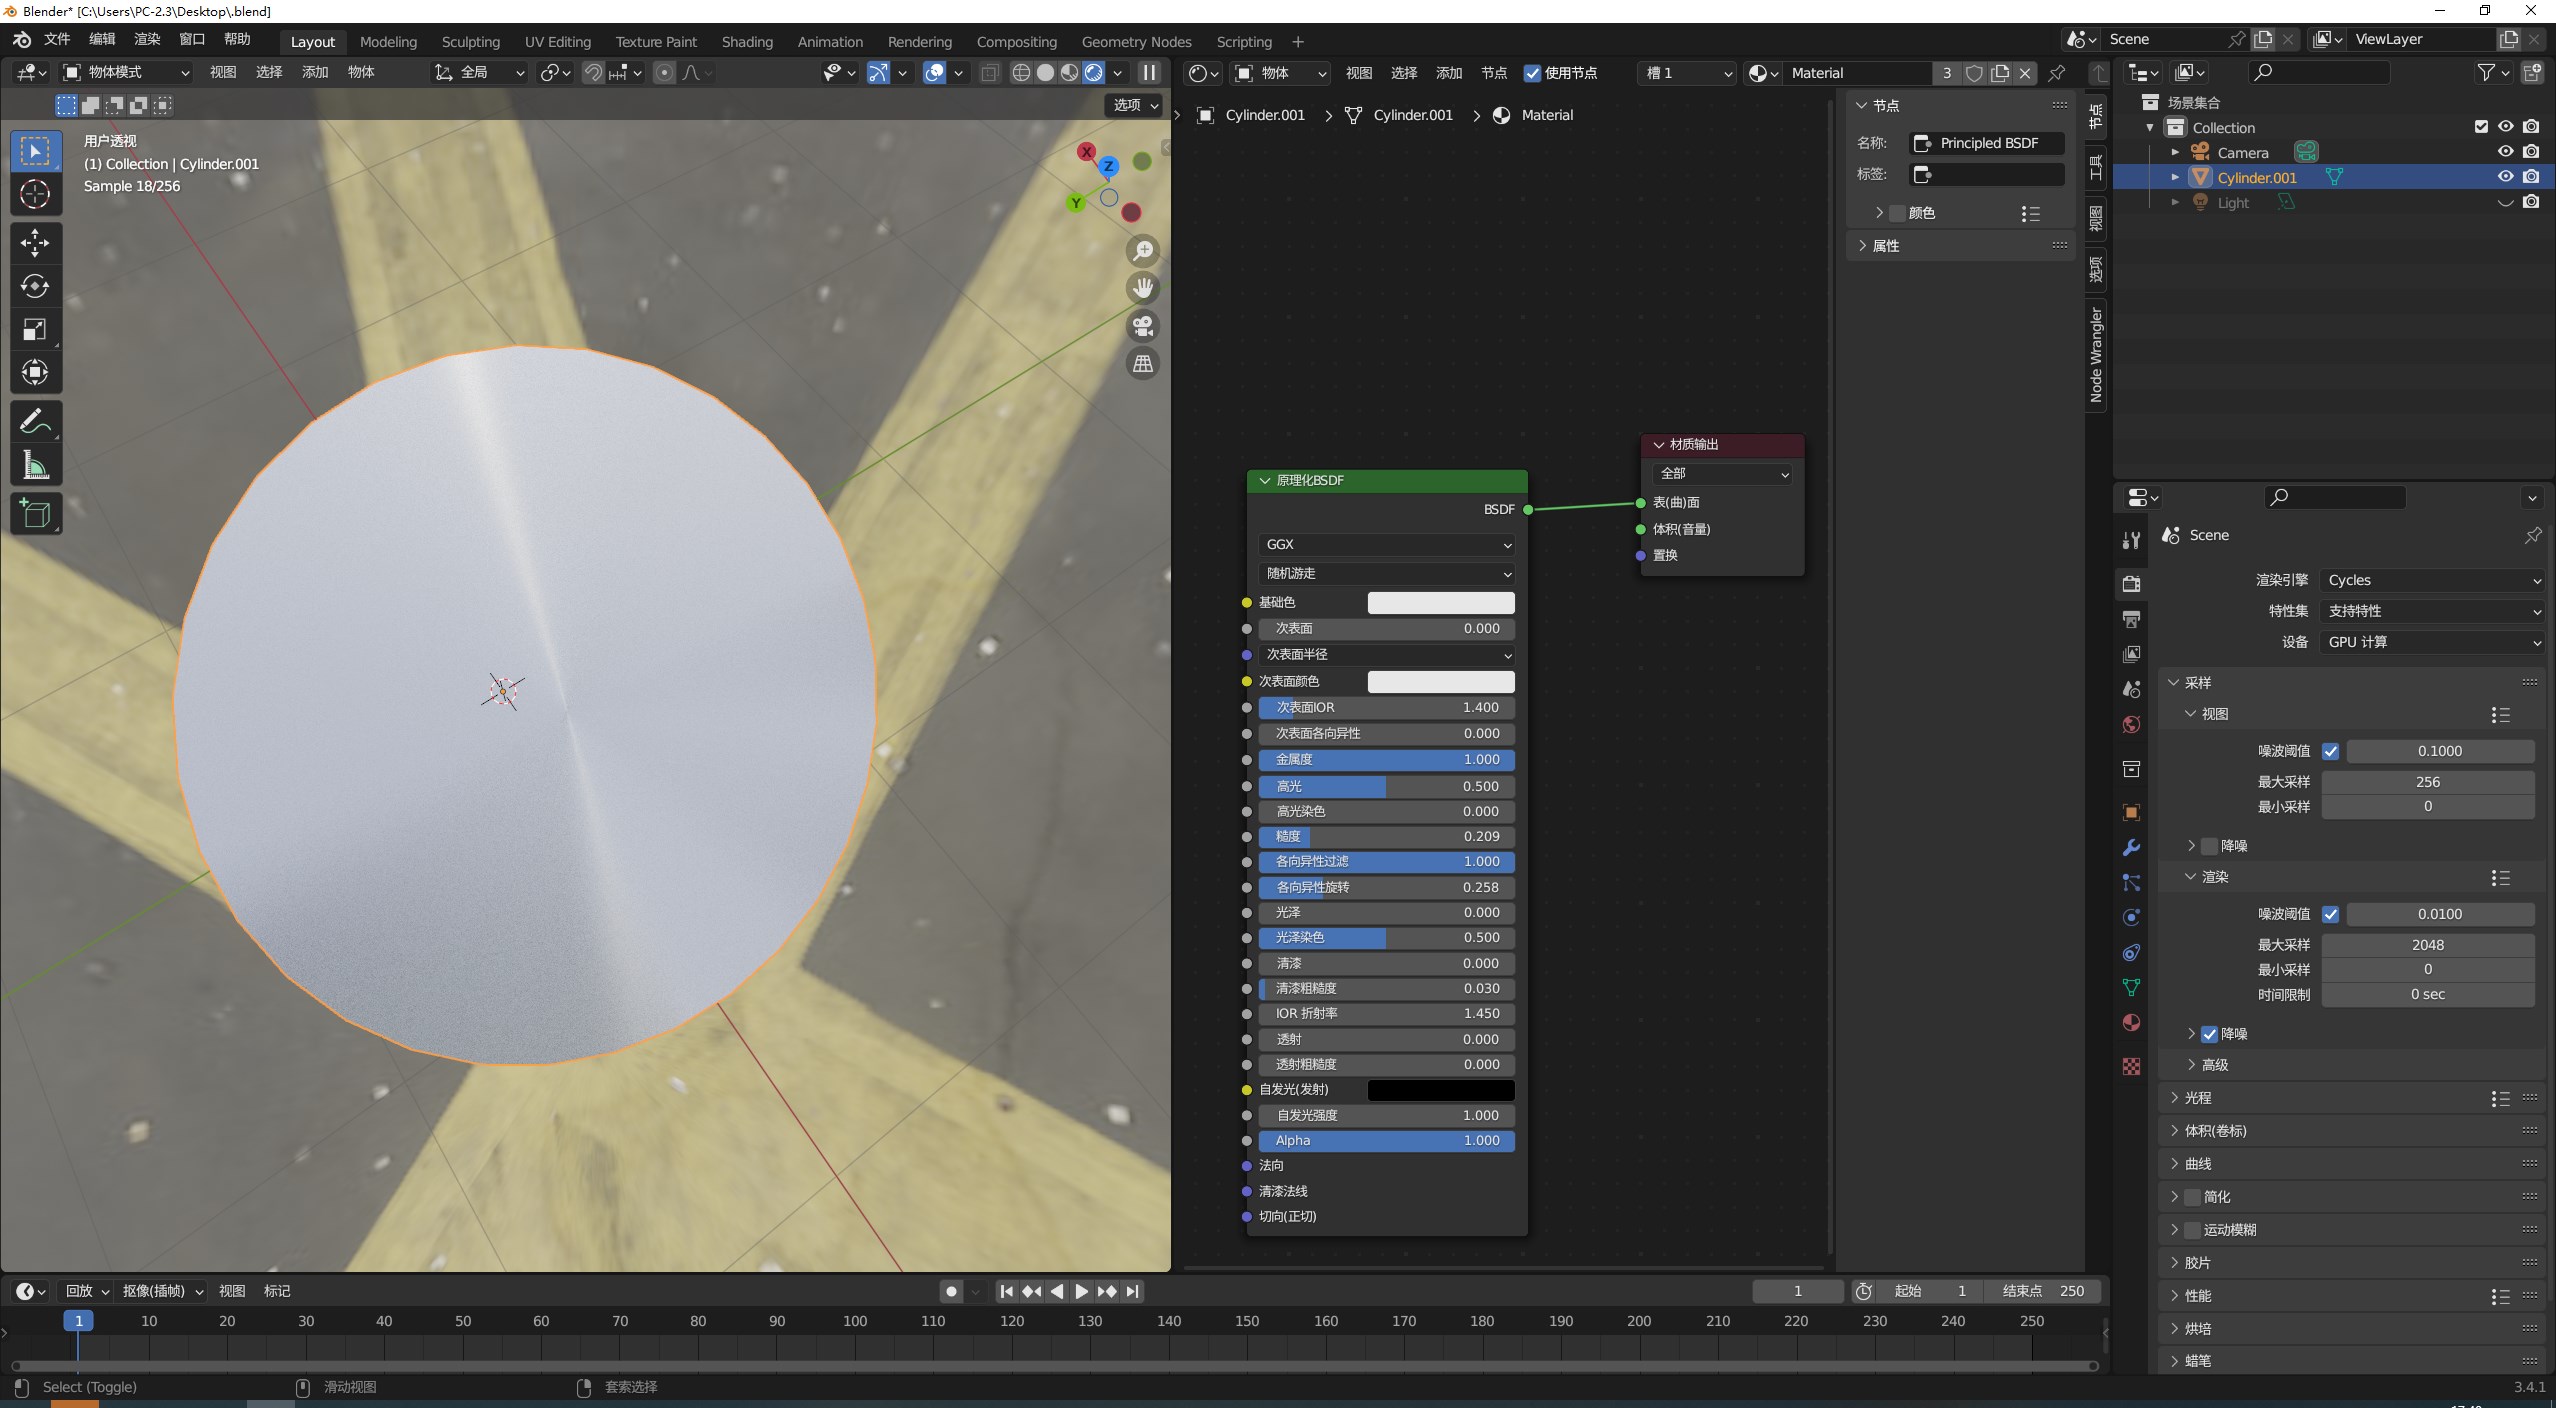 Blender* [C:\Users\PC-2.3\Desktop\.blend]
文件 编辑 渲染 窗口 帮助 Layout Modeling Sculpting UV Editing Texture Paint Shading Animation Rendering Compositing Geometry Nodes Scripting + Scene ViewLayer
物体模式 视图 选择 添加 物体 全局
选项
用户透视
(1) Collection | Cylinder.001
Sample 18/256
X
Z
Y
物体 视图 选择 添加 节点 使用节点 槽 1 Material 3
Cylinder.001 > Cylinder.001 > Material
节点
名称: Principled BSDF
标签:
颜色
属性
节点
工具
视图
选项
Node Wrangler
材质输出
全部
表(曲)面
体积(音量)
置换
原理化BSDF
BSDF
GGX
随机游走
基础色
次表面 0.000
次表面半径
次表面颜色
次表面IOR 1.400
次表面各向异性 0.000
金属度 1.000
高光 0.500
高光染色 0.000
糙度 0.209
各向异性过滤 1.000
各向异性旋转 0.258
光泽 0.000
光泽染色 0.500
清漆 0.000
清漆粗糙度 0.030
IOR 折射率 1.450
透射 0.000
透射粗糙度 0.000
自发光(发射)
自发光强度 1.000
Alpha 1.000
法向
清漆法线
切向(正切)
场景集合
Collection
Camera
Cylinder.001
Light
Scene
渲染引擎 Cycles
特性集 支持特性
设备 GPU 计算
采样
视图
噪波阈值 0.1000
最大采样 256
最小采样 0
降噪
渲染
噪波阈值 0.0100
最大采样 2048
最小采样 0
时间限制 0 sec
降噪
高级
光程
体积(卷标)
曲线
简化
运动模糊
胶片
性能
烘培
蜡笔
回放 抠像(插帧) 视图 标记 1 起始 1 结束点 250
1 10 20 30 40 50 60 70 80 90 100 110 120 130 140 150 160 170 180 190 200 210 220 230 240 250
Select (Toggle) 滑动视图 套索选择 3.4.1